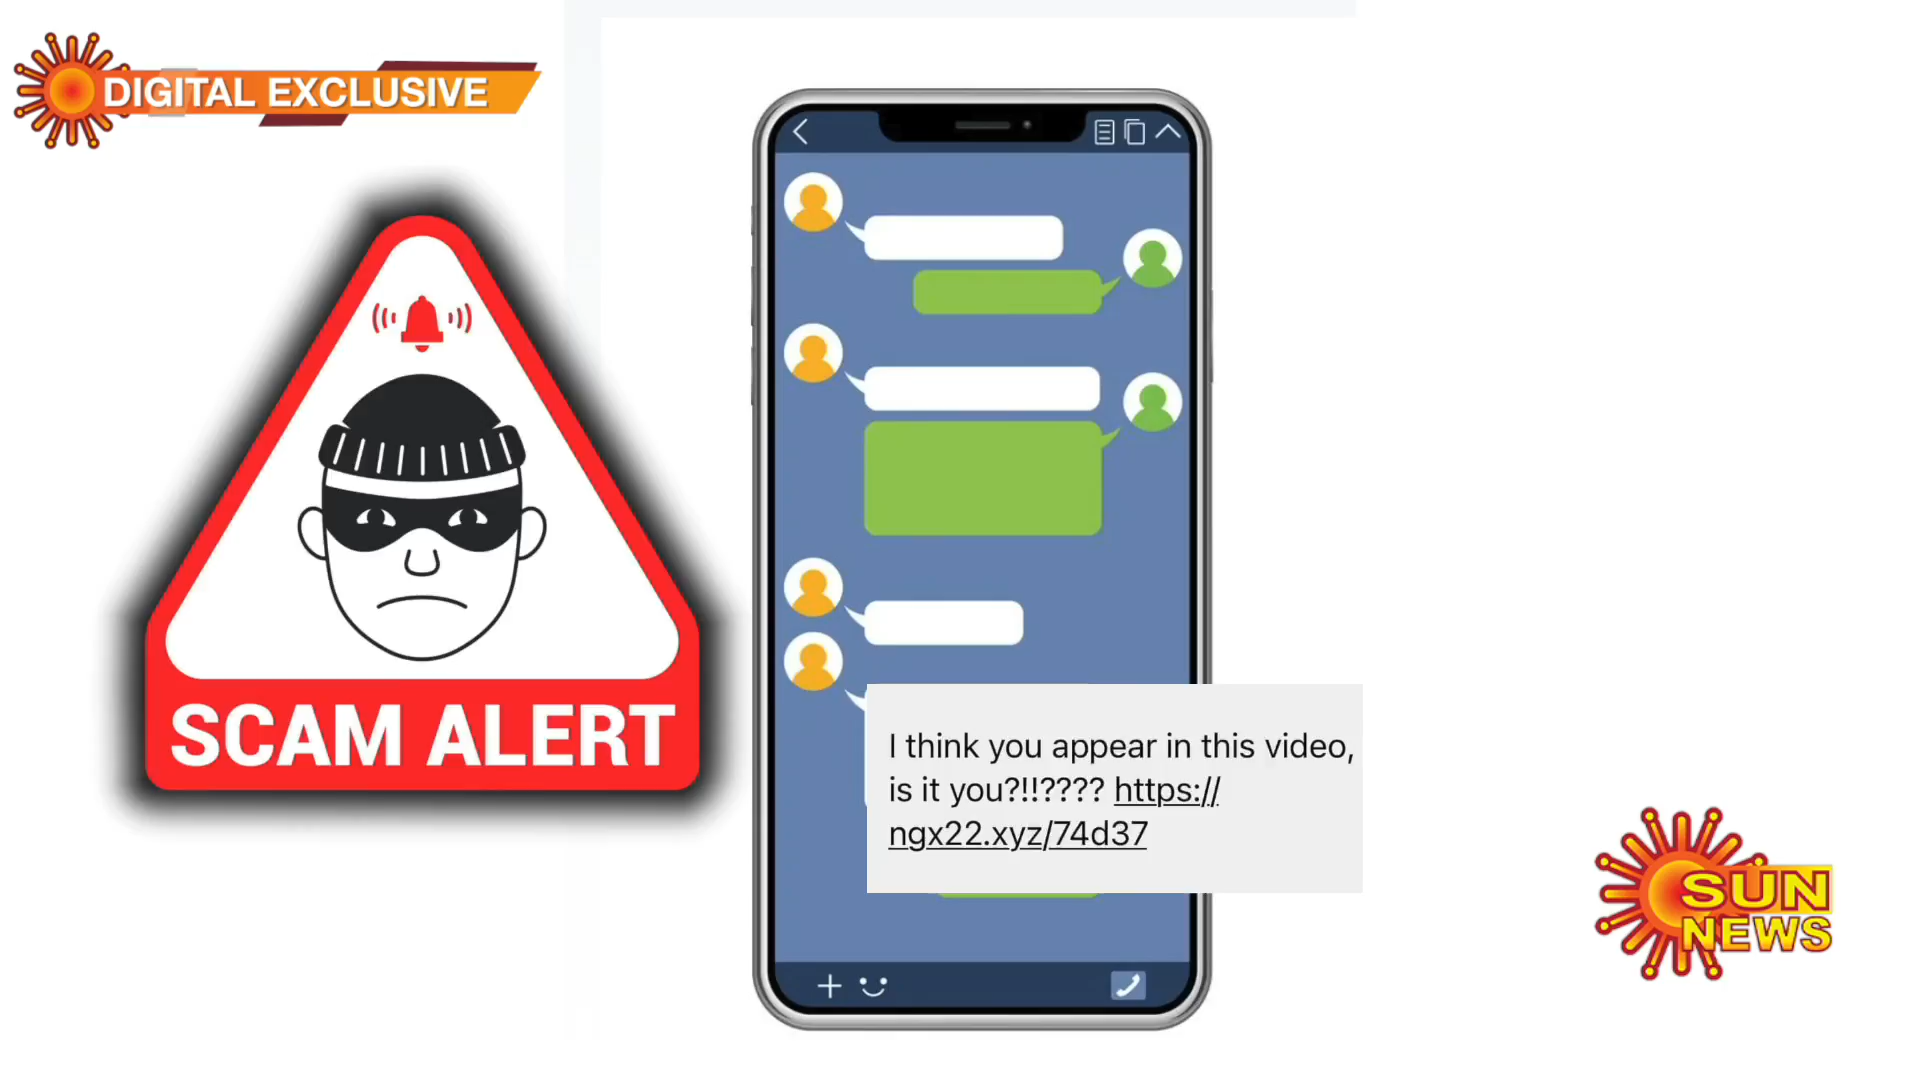 DIGITAL EXCLUSIVE
SCAM ALERT
I think you appear in this video,
is it you?!!???? https://
ngx22.xyz/74d37
SUN
NEWS